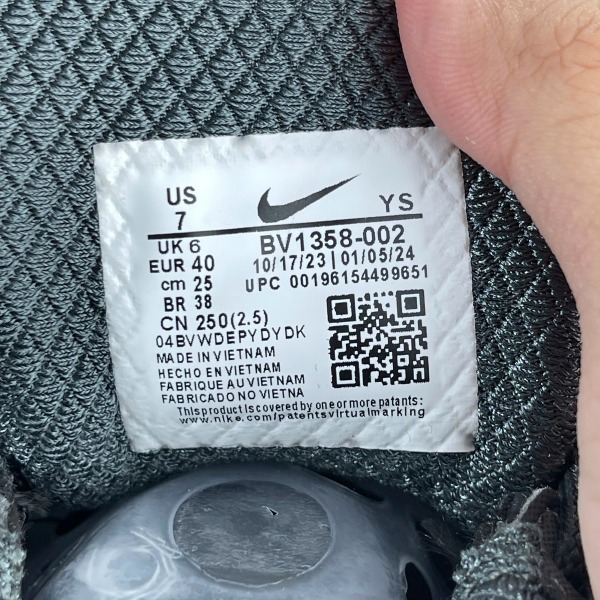 US
7
YS
UK 6
EUR 40
cm 25
BR 38
CN 250(2.5)
BV1358-002
10/17/23 | 01/05/24
UPC 00196154499651
04BVWDEPYDYDK
MADE IN VIETNAM
HECHO EN VIETNAM
FABRIQUE AU VIETNAM
FABRICADO NO VIETNA
This product is covered by one or more patents:
www.nike.com/patentsvirtualmarking